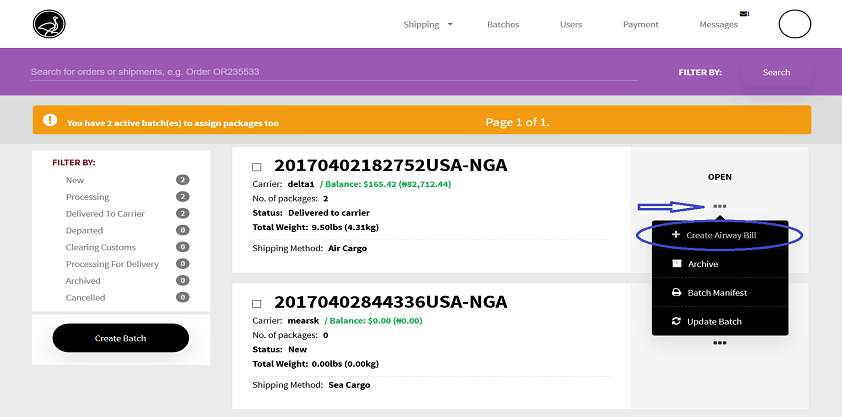 Shipping Batches Users Payment Messages
Search for orders or shipments, e.g. Order OR235533 FILTER BY: Search
You have 2 active batch(es) to assign packages too Page 1 of 1.
FILTER BY:
New 2
Processing 2
Delivered To Carrier 2
Departed 0
Clearing Customs 0
Processing For Delivery 0
Archived 0
Cancelled 0
Create Batch
20170402182752USA-NGA
Carrier: delta1 / Balance: $165.42 (₦82,712.44)
No. of packages: 2
Status: Delivered to carrier
Total Weight: 9.50lbs (4.31kg)
Shipping Method: Air Cargo
OPEN
Create Airway Bill
Archive
Batch Manifest
Update Batch
20170402844336USA-NGA
Carrier: mearsk / Balance: $0.00 (₦0.00)
No. of packages: 0
Status: New
Total Weight: 0.00lbs (0.00kg)
Shipping Method: Sea Cargo